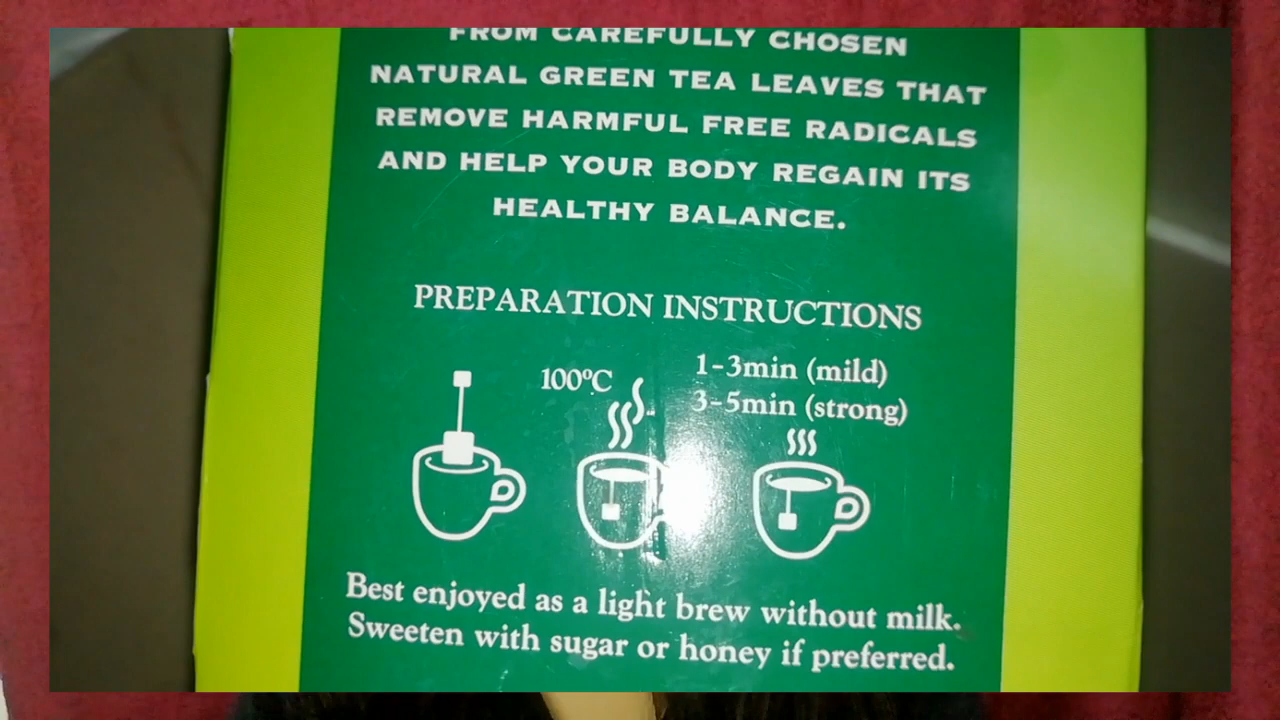 FROM CAREFULLY CHOSEN
NATURAL GREEN TEA LEAVES THAT
REMOVE HARMFUL FREE RADICALS
AND HELP YOUR BODY REGAIN ITS
HEALTHY BALANCE.
PREPARATION INSTRUCTIONS
100ºC
1-3min (mild)
3-5min (strong)
Best enjoyed as a light brew without milk.
Sweeten with sugar or honey if preferred.